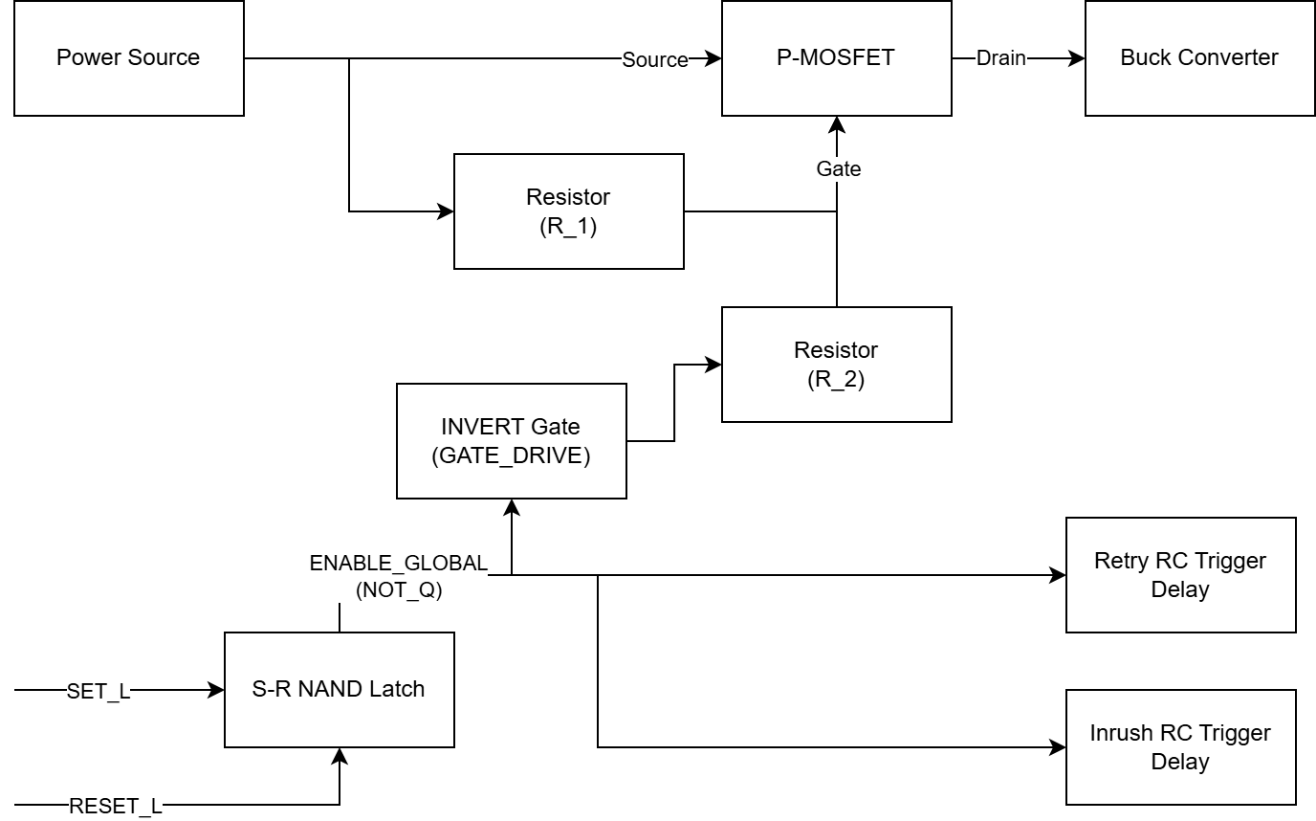 Power Source
Source
P-MOSFET
Drain
Buck Converter
Gate
Resistor
(R_1)
Resistor
(R_2)
INVERT Gate
(GATE_DRIVE)
ENABLE_GLOBAL
(NOT_Q)
Retry RC Trigger
Delay
S-R NAND Latch
SET_L
Inrush RC Trigger
Delay
RESET_L